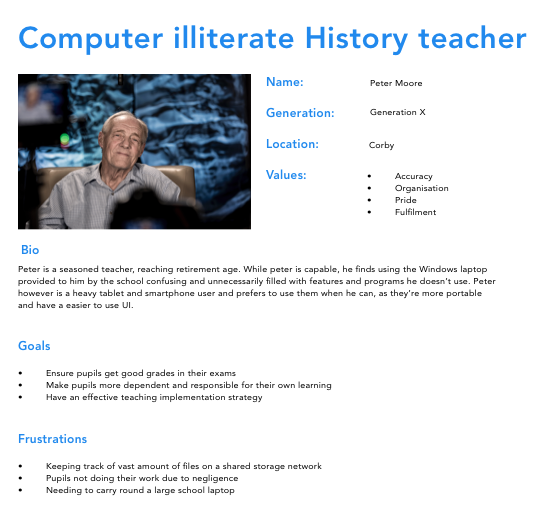 Computer illiterate History teacher
Name: Peter Moore
Generation: Generation X
Location: Corby
Values:
• Accuracy
• Organisation
• Pride
• Fulfilment
Bio
Peter is a seasoned teacher, reaching retirement age. While peter is capable, he finds using the Windows laptop
provided to him by the school confusing and unnecessarily filled with features and programs he doesn't use. Peter
however is a heavy tablet and smartphone user and prefers to use them when he can, as they're more portable
and have a easier to use UI.
Goals
• Ensure pupils get good grades in their exams
• Make pupils more dependent and responsible for their own learning
• Have an effective teaching implementation strategy
Frustrations
• Keeping track of vast amount of files on a shared storage network
• Pupils not doing their work due to negligence
• Needing to carry round a large school laptop